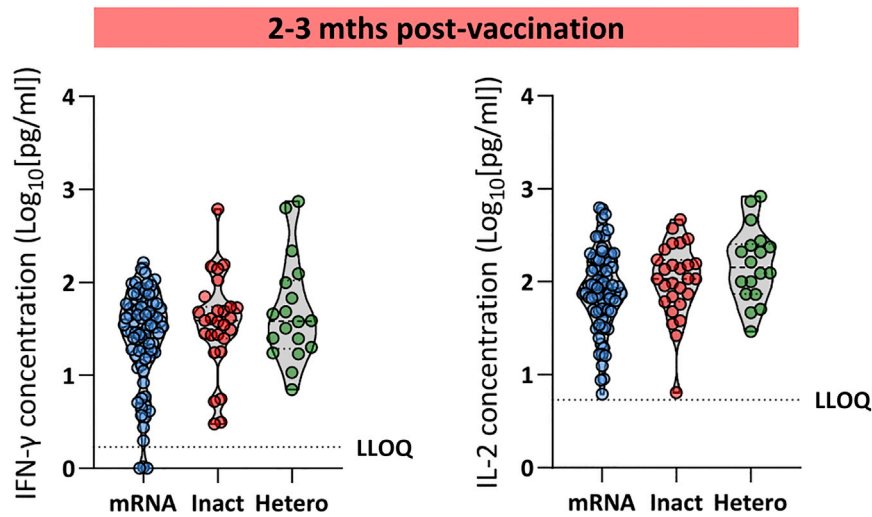 2-3 mths post-vaccination
IFN-γ concentration (Log₁₀[pg/ml])
4
3
2
1
0
LLOQ
mRNA Inact Hetero
IL-2 concentration (Log₁₀[pg/ml])
4
3
2
1
0
LLOQ
mRNA Inact Hetero